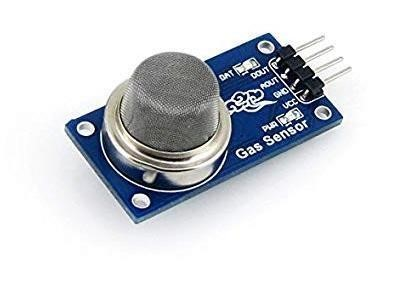 DAT
DOUT
AOUT
GND
VCC
PWR
Gas Sensor